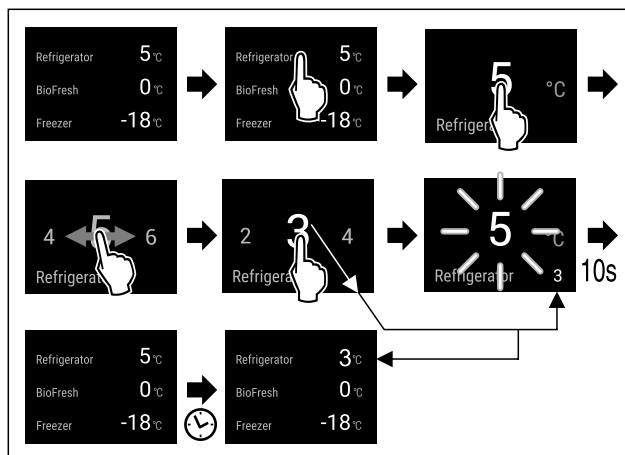 Refrigerator 5 °C
BioFresh 0 °C
Freezer -18 °C
Refrigerator 5 °C
BioFresh 0 °C
Freezer -18 °C
5 °C
Refrigerator
4 5 6
Refrigerator
2 3 4
Refrigerator
5 °C
Refrigerator 3
10s
Refrigerator 5 °C
BioFresh 0 °C
Freezer -18 °C
Refrigerator 3 °C
BioFresh 0 °C
Freezer -18 °C